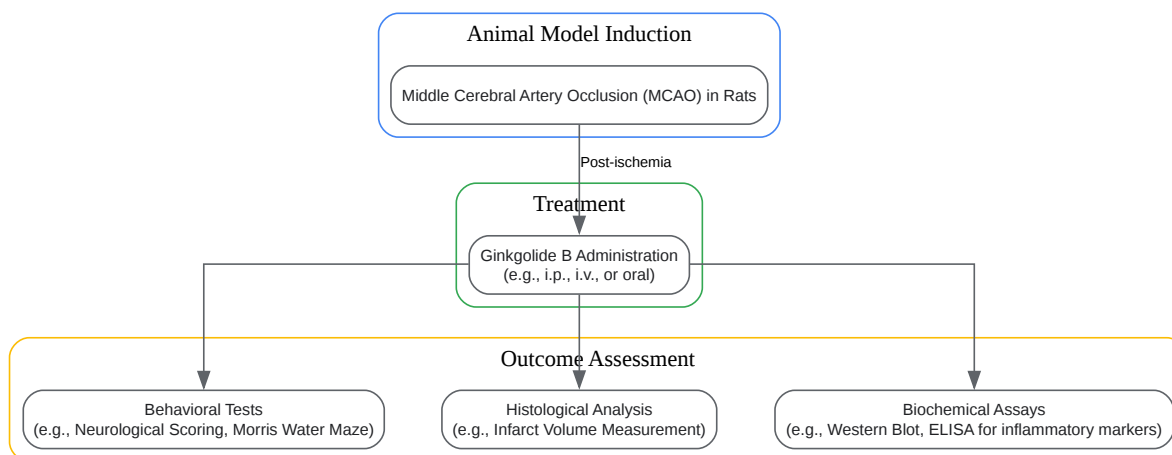 Animal Model Induction
Middle Cerebral Artery Occlusion (MCAO) in Rats
Post-ischemia
Treatment
Ginkgolide B Administration
(e.g., i.p., i.v., or oral)
Outcome Assessment
Behavioral Tests
(e.g., Neurological Scoring, Morris Water Maze)
Histological Analysis
(e.g., Infarct Volume Measurement)
Biochemical Assays
(e.g., Western Blot, ELISA for inflammatory markers)